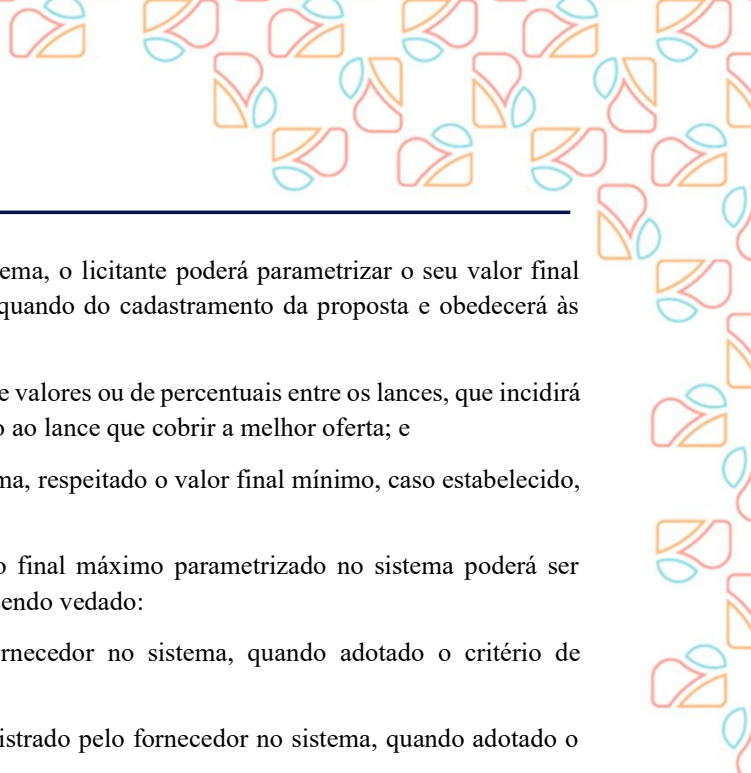 ema, o licitante poderá parametrizar o seu valor final
quando do cadastramento da proposta e obedecerá às
e valores ou de percentuais entre os lances, que incidirá
o ao lance que cobrir a melhor oferta; e
ma, respeitado o valor final mínimo, caso estabelecido,
o final máximo parametrizado no sistema poderá ser
endo vedado:
rnecedor no sistema, quando adotado o critério de
istrado pelo fornecedor no sistema, quando adotado o